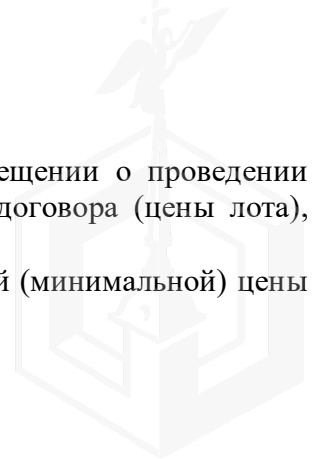 ещении о проведении
договора (цены лота),
й (минимальной) цены